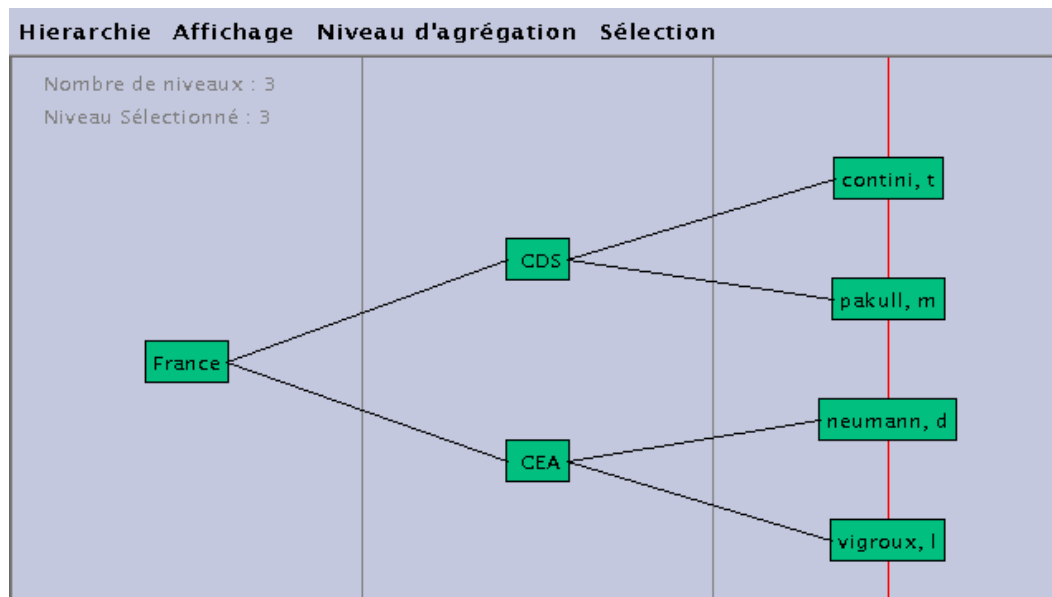 Hierarchie Affichage Niveau d'agrégation Sélection
Nombre de niveaux : 3
Niveau Sélectionné : 3
contini, t
CDS
pakull, m
France
neumann, d
CEA
vigroux, l